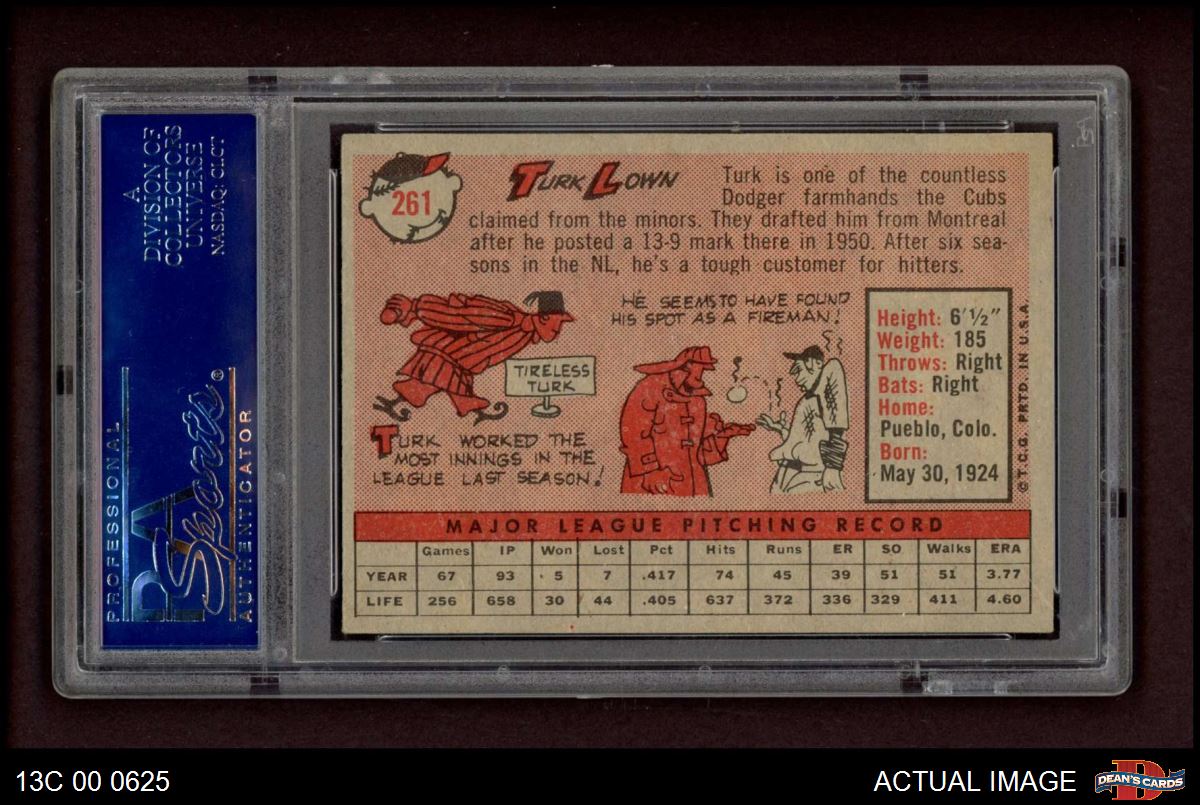 A
DIVISION OF
COLLECTORS
UNIVERSE
NASDAQ: CLCT
PROFESSIONAL
PSA
Sports®
AUTHENTICATOR
261
TURK LOWN
Turk is one of the countless
Dodger farmhands the Cubs
claimed from the minors. They drafted him from Montreal
after he posted a 13-9 mark there in 1950. After six sea-
sons in the NL, he's a tough customer for hitters.
TIRELESS
TURK
TURK WORKED THE
MOST INNINGS IN THE
LEAGUE LAST SEASON!
HE SEEMS TO HAVE FOUND
HIS SPOT AS A FIREMAN!
Height: 6'½"
Weight: 185
Throws: Right
Bats: Right
Home:
Pueblo, Colo.
Born:
May 30, 1924
© T.C.G. PRTD. IN U.S.A.
MAJOR LEAGUE PITCHING RECORD
Games IP Won Lost Pct Hits Runs ER SO Walks ERA
YEAR 67 93 5 7 .417 74 45 39 51 51 3.77
LIFE 256 658 30 44 .405 637 372 336 329 411 4.60
13C 00 0625
ACTUAL IMAGE
DEAN'S CARDS